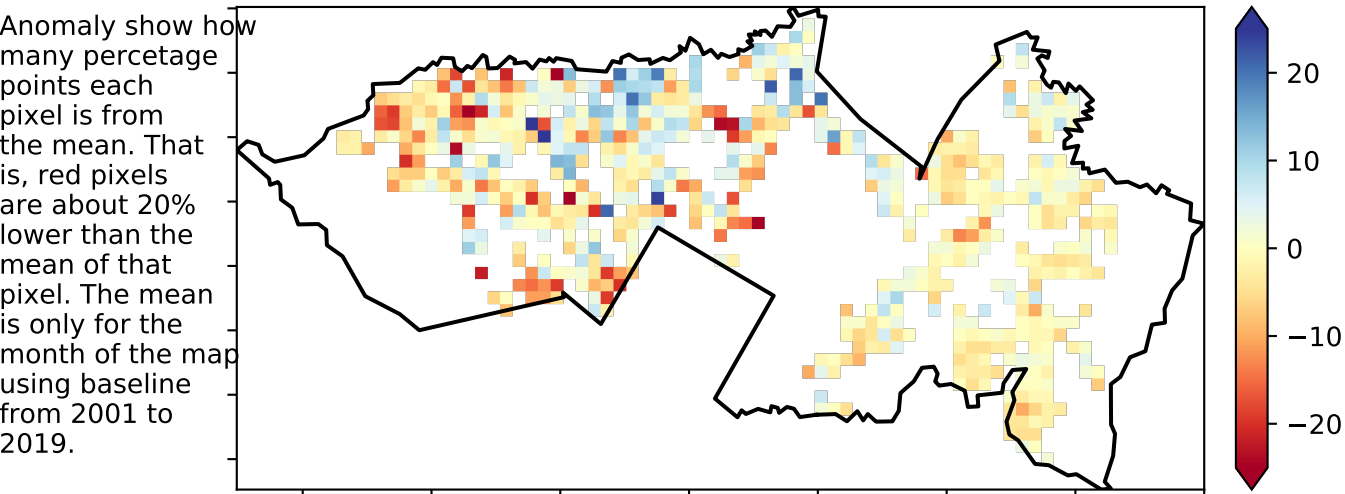 Anomaly show how
many percetage
points each
pixel is from
the mean. That
is, red pixels
are about 20%
lower than the
mean of that
pixel. The mean
is only for the
month of the map
using baseline
from 2001 to
2019.
20
10
0
−10
−20